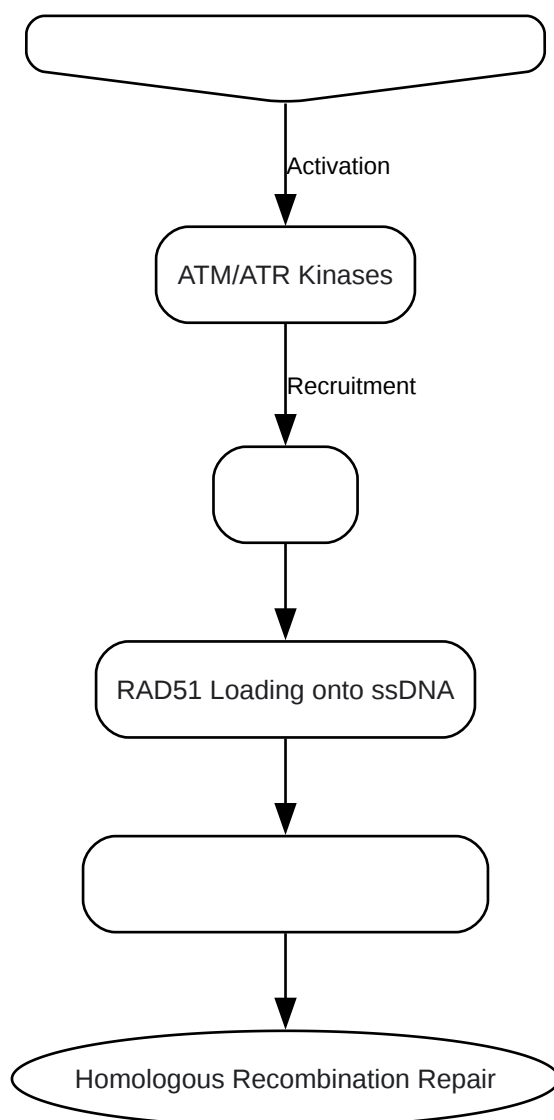 Activation
ATM/ATR Kinases
Recruitment
RAD51 Loading onto ssDNA
Homologous Recombination Repair